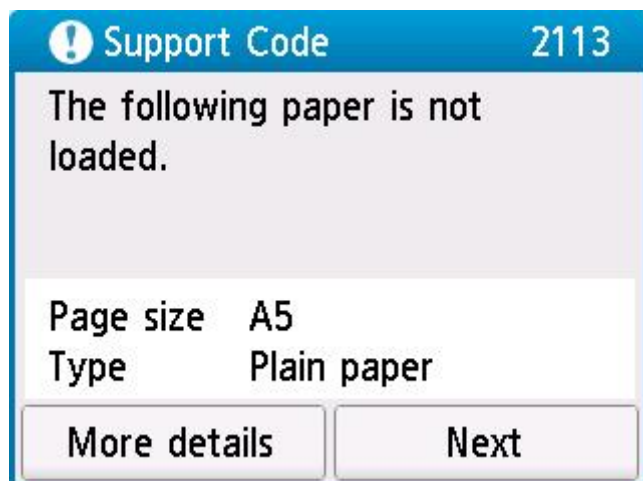 Support Code 2113
The following paper is not
loaded.
Page size A5
Type Plain paper
More details Next